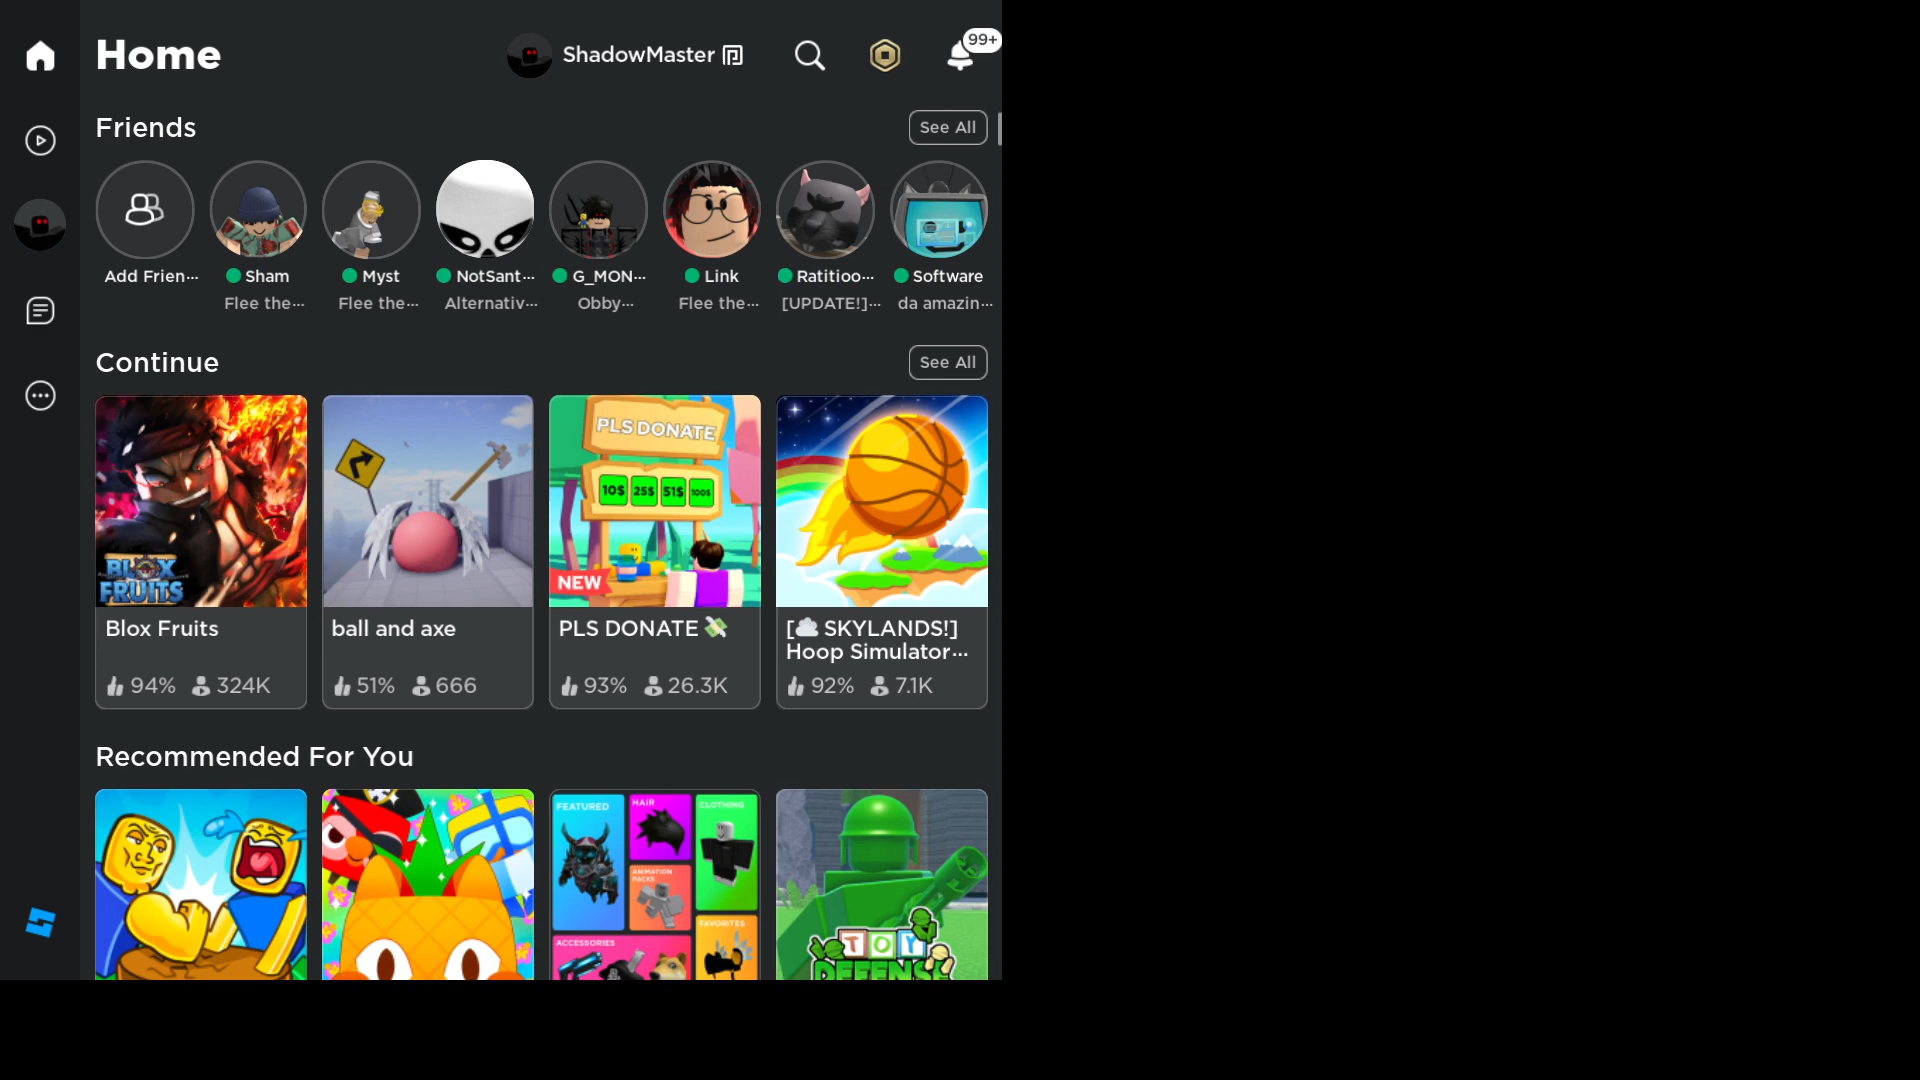 Home
ShadowMaster
99+
Friends
See All
Add Frien...
Sham
Myst
NotSant...
G_MON...
Link
Ratitioo...
Software
Flee the...
Flee the...
Alternativ...
Obby...
Flee the...
[UPDATE!]...
da amazin...
Continue
See All
PLS DONATE
10$ 25$ 51$ 100$
NEW
BLOX
FRUITS
Blox Fruits
ball and axe
PLS DONATE 💸
[☁️ SKYLANDS!]
Hoop Simulator...
94% 324K
51% 666
93% 26.3K
92% 7.1K
Recommended For You
FEATURED
HAIR
CLOTHING
ANIMATION
PACKS
FAVORITES
ACCESSORIES
TOY
DEFENSE